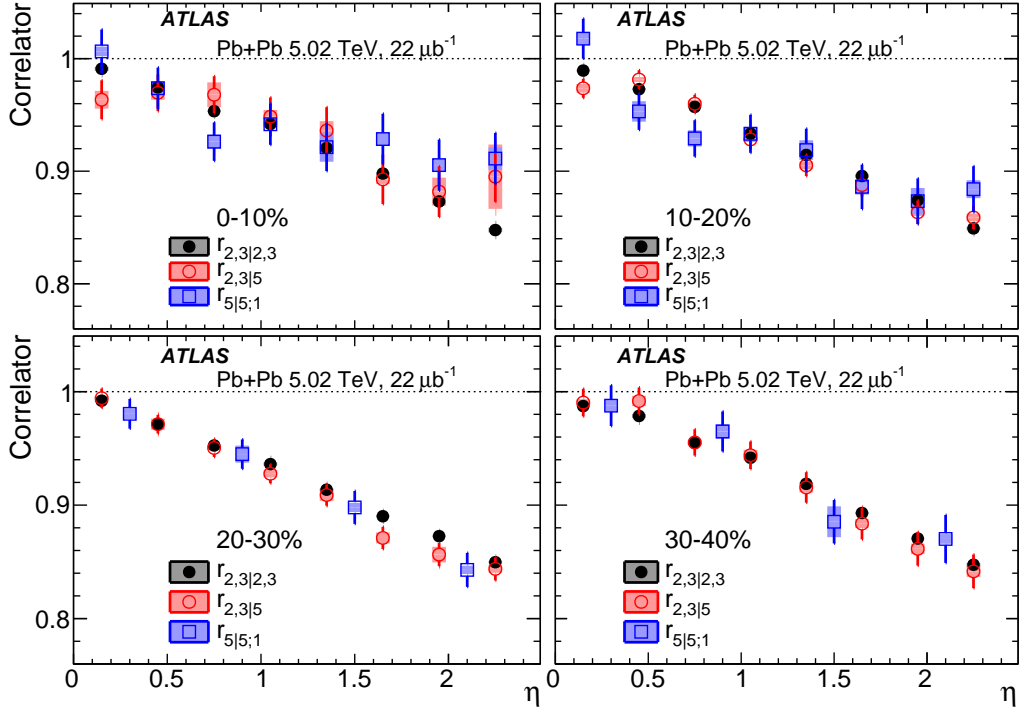 ATLAS
Pb+Pb 5.02 TeV, 22 μb⁻¹
Correlator
1
0.9
0.8
0-10%
r2,3|2,3
r2,3|5
r5|5;1
ATLAS
Pb+Pb 5.02 TeV, 22 μb⁻¹
10-20%
r2,3|2,3
r2,3|5
r5|5;1
ATLAS
Pb+Pb 5.02 TeV, 22 μb⁻¹
Correlator
1
0.9
0.8
20-30%
r2,3|2,3
r2,3|5
r5|5;1
0 0.5 1 1.5 2 η
ATLAS
Pb+Pb 5.02 TeV, 22 μb⁻¹
30-40%
r2,3|2,3
r2,3|5
r5|5;1
0 0.5 1 1.5 2 η